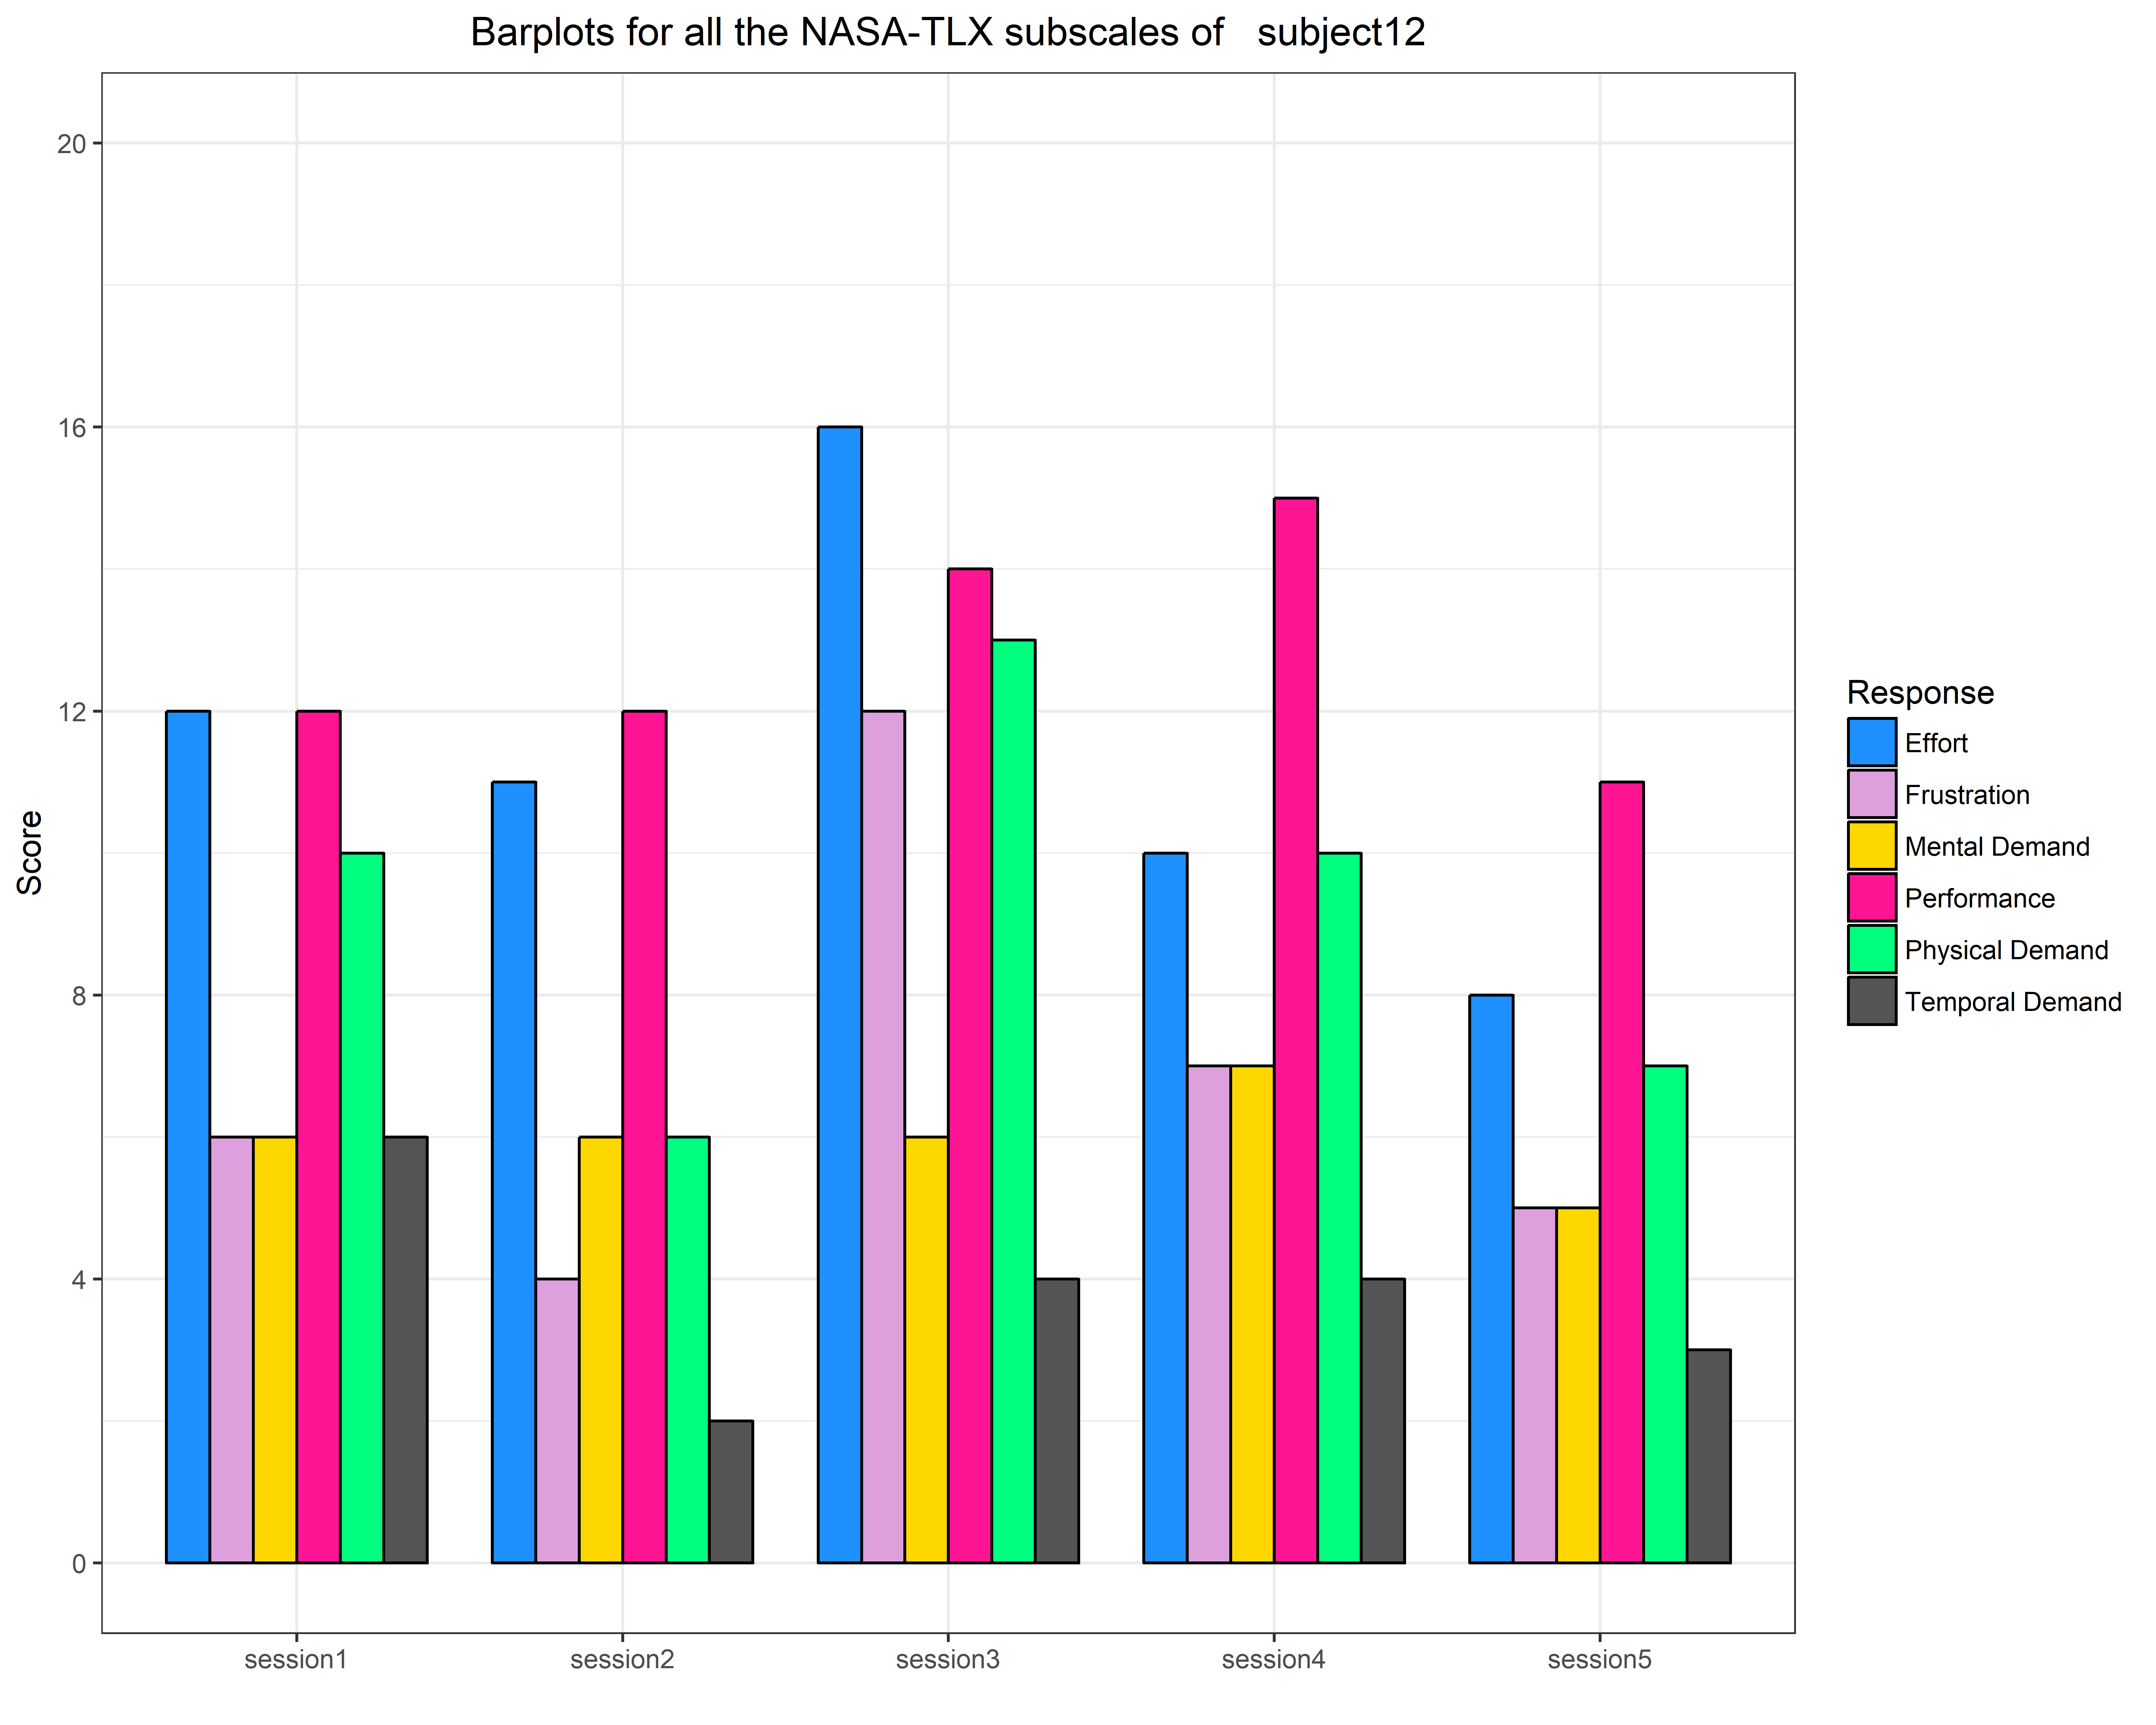 Barplots for all the NASA-TLX subscales of   subject12
20
16
12
8
4
0
Score
session1
session2
session3
session4
session5
Response
Effort
Frustration
Mental Demand
Performance
Physical Demand
Temporal Demand